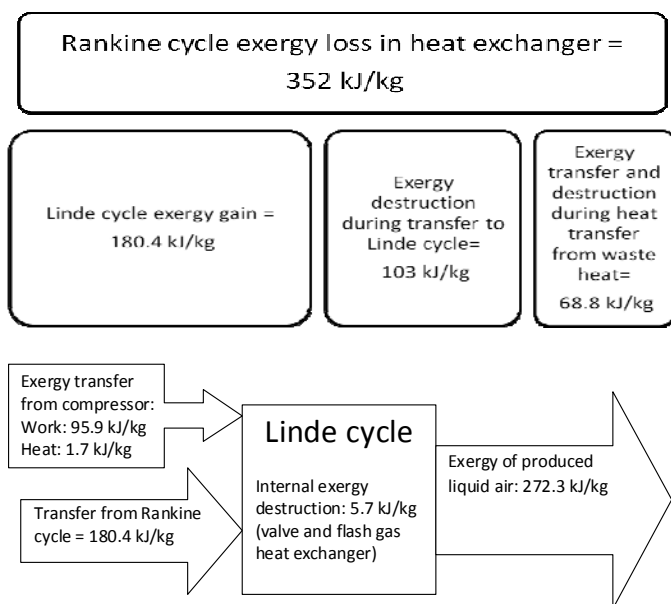 Rankine cycle exergy loss in heat exchanger =
352 kJ/kg
Linde cycle exergy gain =
180.4 kJ/kg
Exergy
destruction
during transfer to
Linde cycle=
103 kJ/kg
Exergy
transfer and
destruction
during heat
transfer
from waste
heat=
68.8 kJ/kg
Exergy transfer
from compressor:
Work: 95.9 kJ/kg
Heat: 1.7 kJ/kg
Transfer from Rankine
cycle = 180.4 kJ/kg
Linde cycle
Internal exergy
destruction: 5.7 kJ/kg
(valve and flash gas
heat exchanger)
Exergy of produced
liquid air: 272.3 kJ/kg